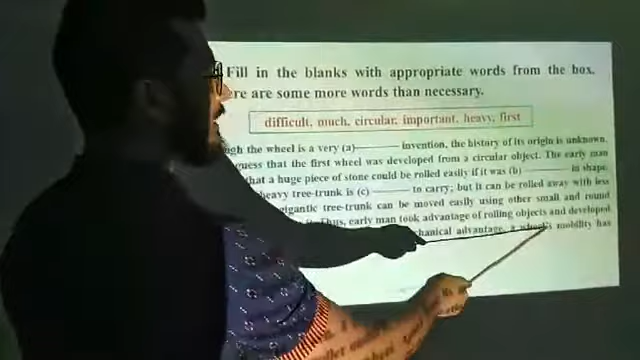 Fill in the blanks with appropriate words from the box.
are some more words than necessary.
difficult, much, circular, important, heavy, first
the wheel is a very (a)——— invention, the history of its origin is unknown.
guess that the first wheel was developed from a circular object. The early man
that a huge piece of stone could be rolled easily if it was (b) ——— in shape.
heavy tree-trunk is (c) ——— to carry; but it can be rolled away with less
gigantic tree-trunk can be moved easily using other small and round
Thus, early man took advantage of rolling objects and developed
advantage, a wheel's mobility has